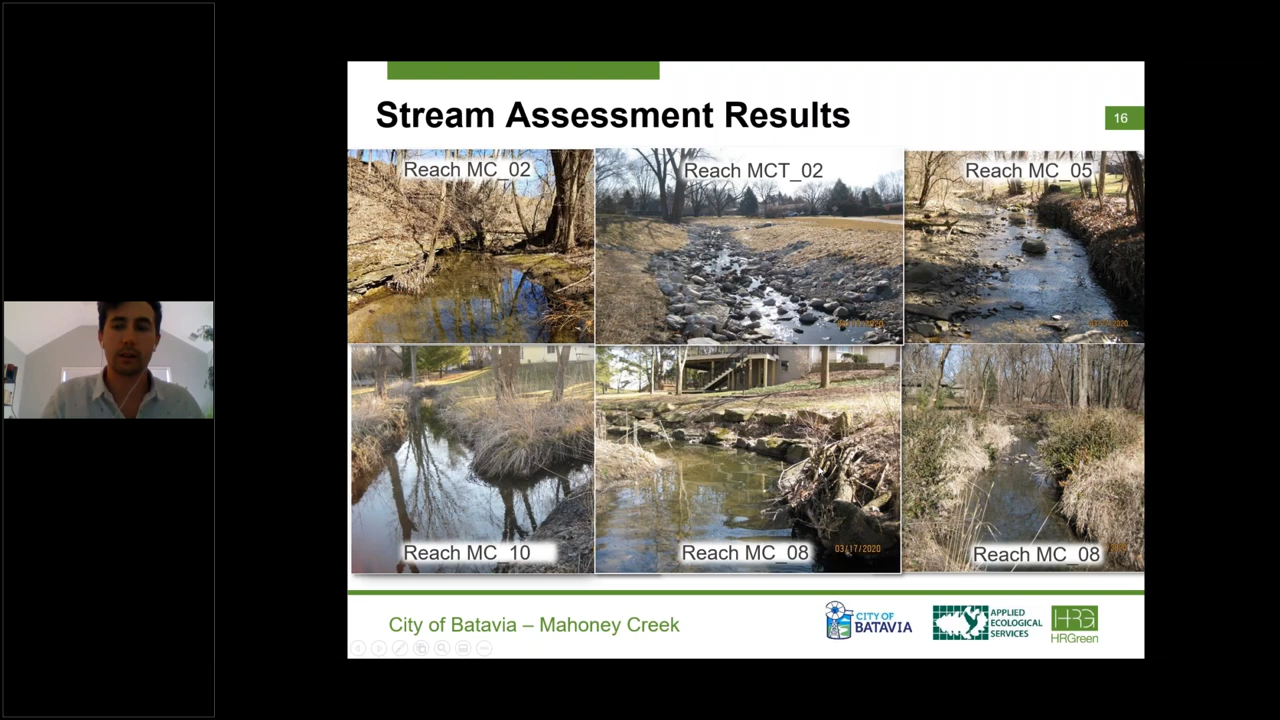 Stream Assessment Results
16
Reach MC_02
Reach MCT_02
Reach MC_05
Reach MC_10
Reach MC_08
03/17/2020
Reach MC_08
City of Batavia – Mahoney Creek
CITY OF
BATAVIA
APPLIED
ECOLOGICAL
SERVICES
HRG
HRGreen